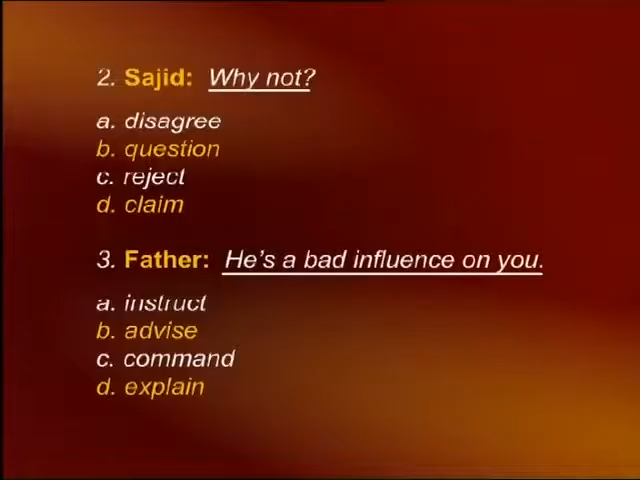 2. Sajid: Why not?
a. disagree
b. question
c. reject
d. claim
3. Father: He's a bad influence on you.
a. instruct
b. advise
c. command
d. explain